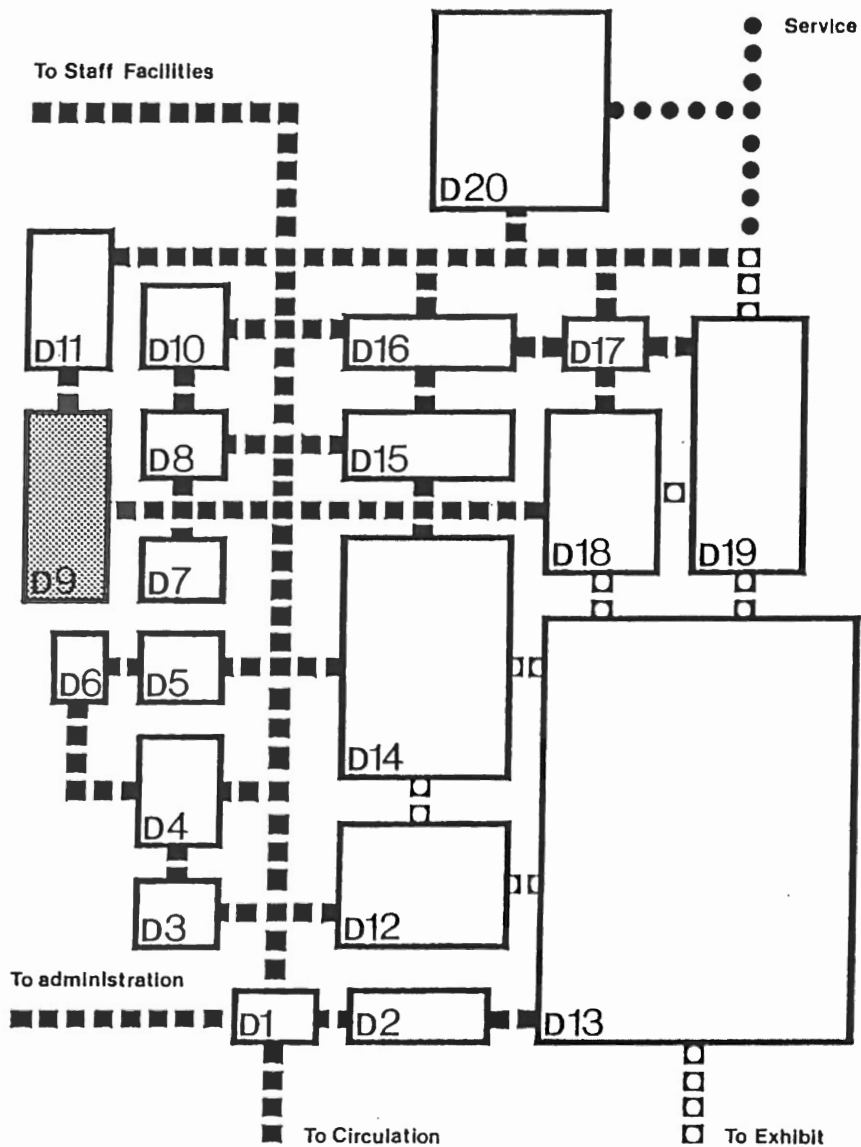 Service
To Staff Facilities
D20
D11
D10
D16
D17
D8
D15
D9
D7
D18
D19
D6
D5
D14
D4
D3
D12
To administration
D1
D2
D13
To Circulation
To Exhibit